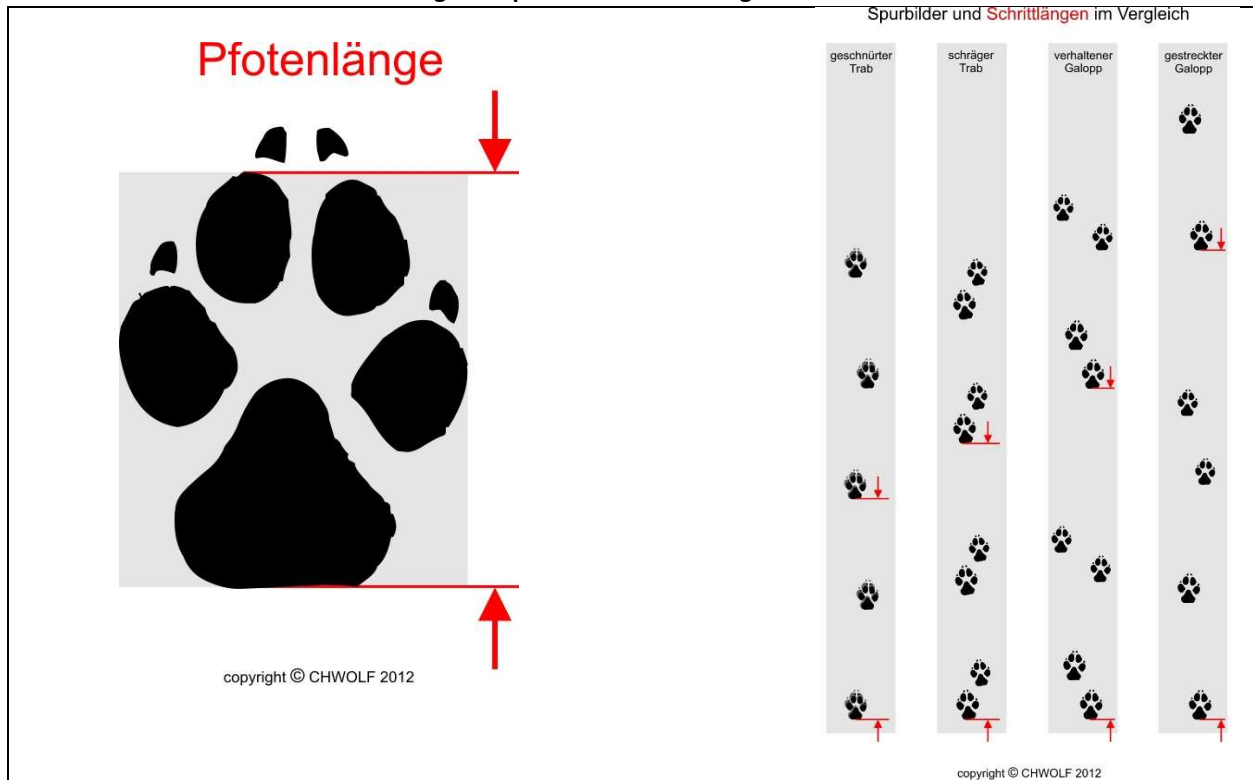 Pfotenlänge
copyright © CHWOLF 2012
Spurbilder und Schrittlängen im Vergleich
geschnürter
Trab
schräger
Trab
verhaltener
Galopp
gestreckter
Galopp
copyright © CHWOLF 2012